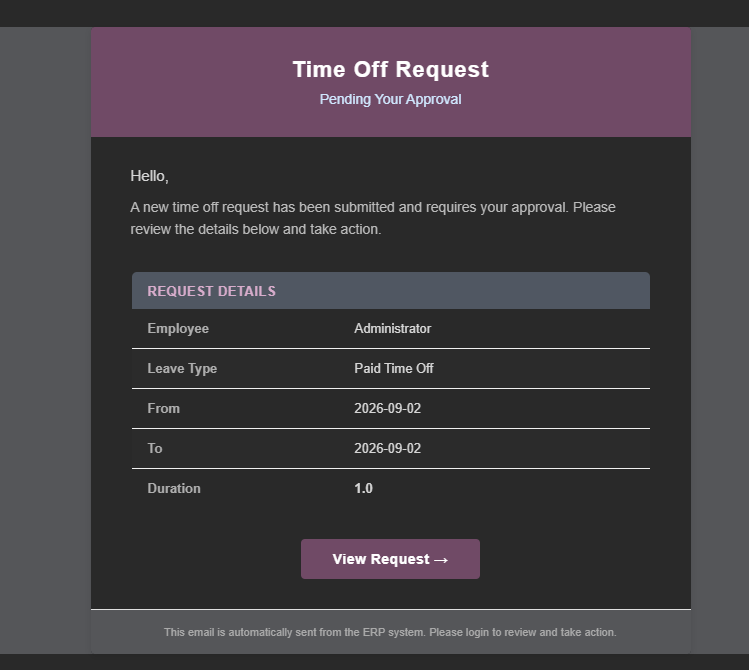 Time Off Request
Pending Your Approval
Hello,
A new time off request has been submitted and requires your approval. Please
review the details below and take action.
REQUEST DETAILS
Employee Administrator
Leave Type Paid Time Off
From 2026-09-02
To 2026-09-02
Duration 1.0
View Request →
This email is automatically sent from the ERP system. Please login to review and take action.